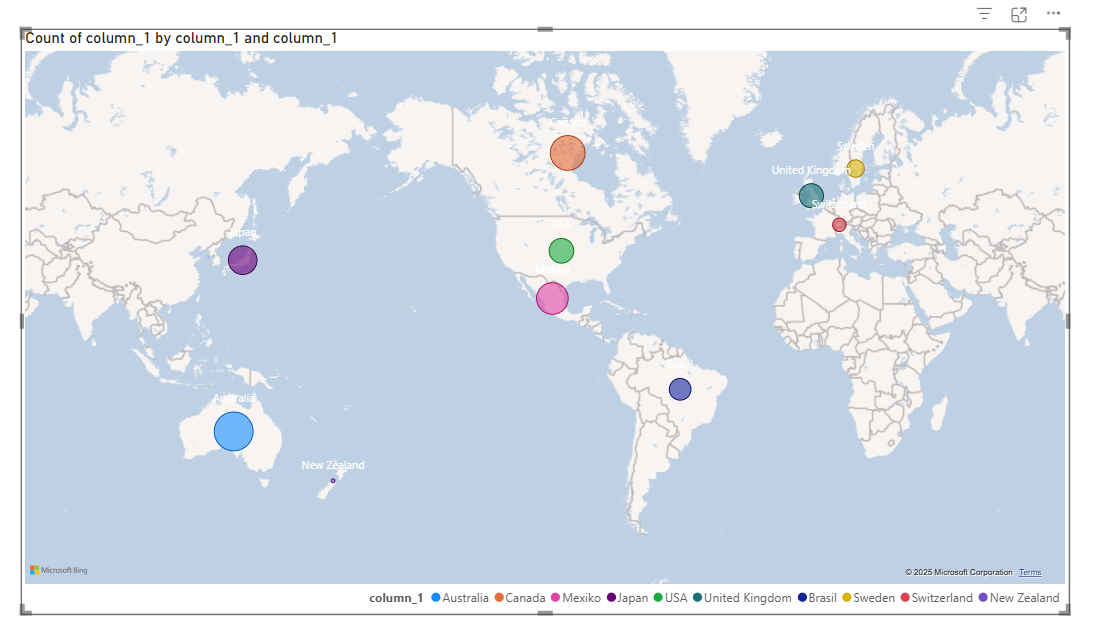 Count of column_1 by column_1 and column_1
Canada
Sweden
United Kingdom
Switzerland
USA
Japan
Mexiko
Brasil
Australia
New Zealand
Microsoft Bing
© 2025 Microsoft Corporation Terms
column_1 Australia Canada Mexiko Japan USA United Kingdom Brasil Sweden Switzerland New Zealand